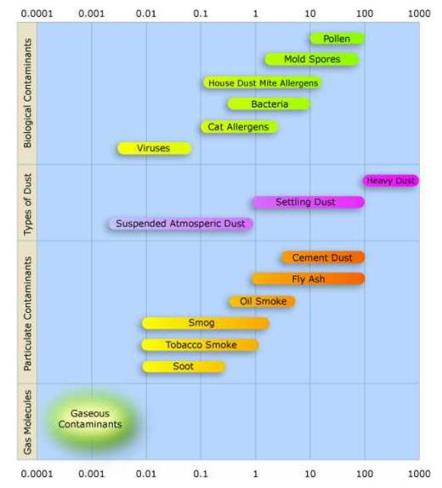 0.0001 0.001 0.01 0.1 1 10 100 1000
Biological Contaminants
Pollen
Mold Spores
House Dust Mite Allergens
Bacteria
Cat Allergens
Viruses
Types of Dust
Heavy Dust
Settling Dust
Suspended Atmosperic Dust
Particulate Contaminants
Cement Dust
Fly Ash
Oil Smoke
Smog
Tobacco Smoke
Soot
Gas Molecules
Gaseous
Contaminants
0.0001 0.001 0.01 0.1 1 10 100 1000